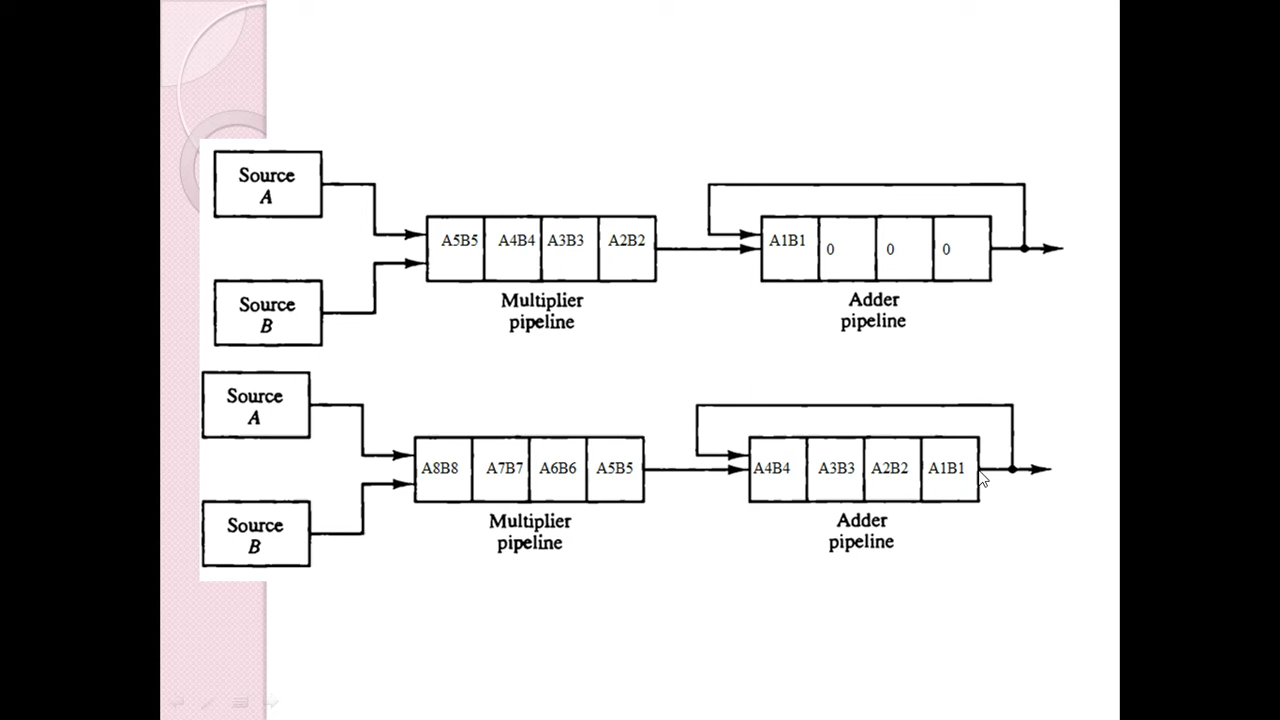 Source
A
A5B5 A4B4 A3B3 A2B2
A1B1 0 0 0
Source
B
Multiplier
pipeline
Adder
pipeline
Source
A
A8B8 A7B7 A6B6 A5B5
A4B4 A3B3 A2B2 A1B1
Source
B
Multiplier
pipeline
Adder
pipeline